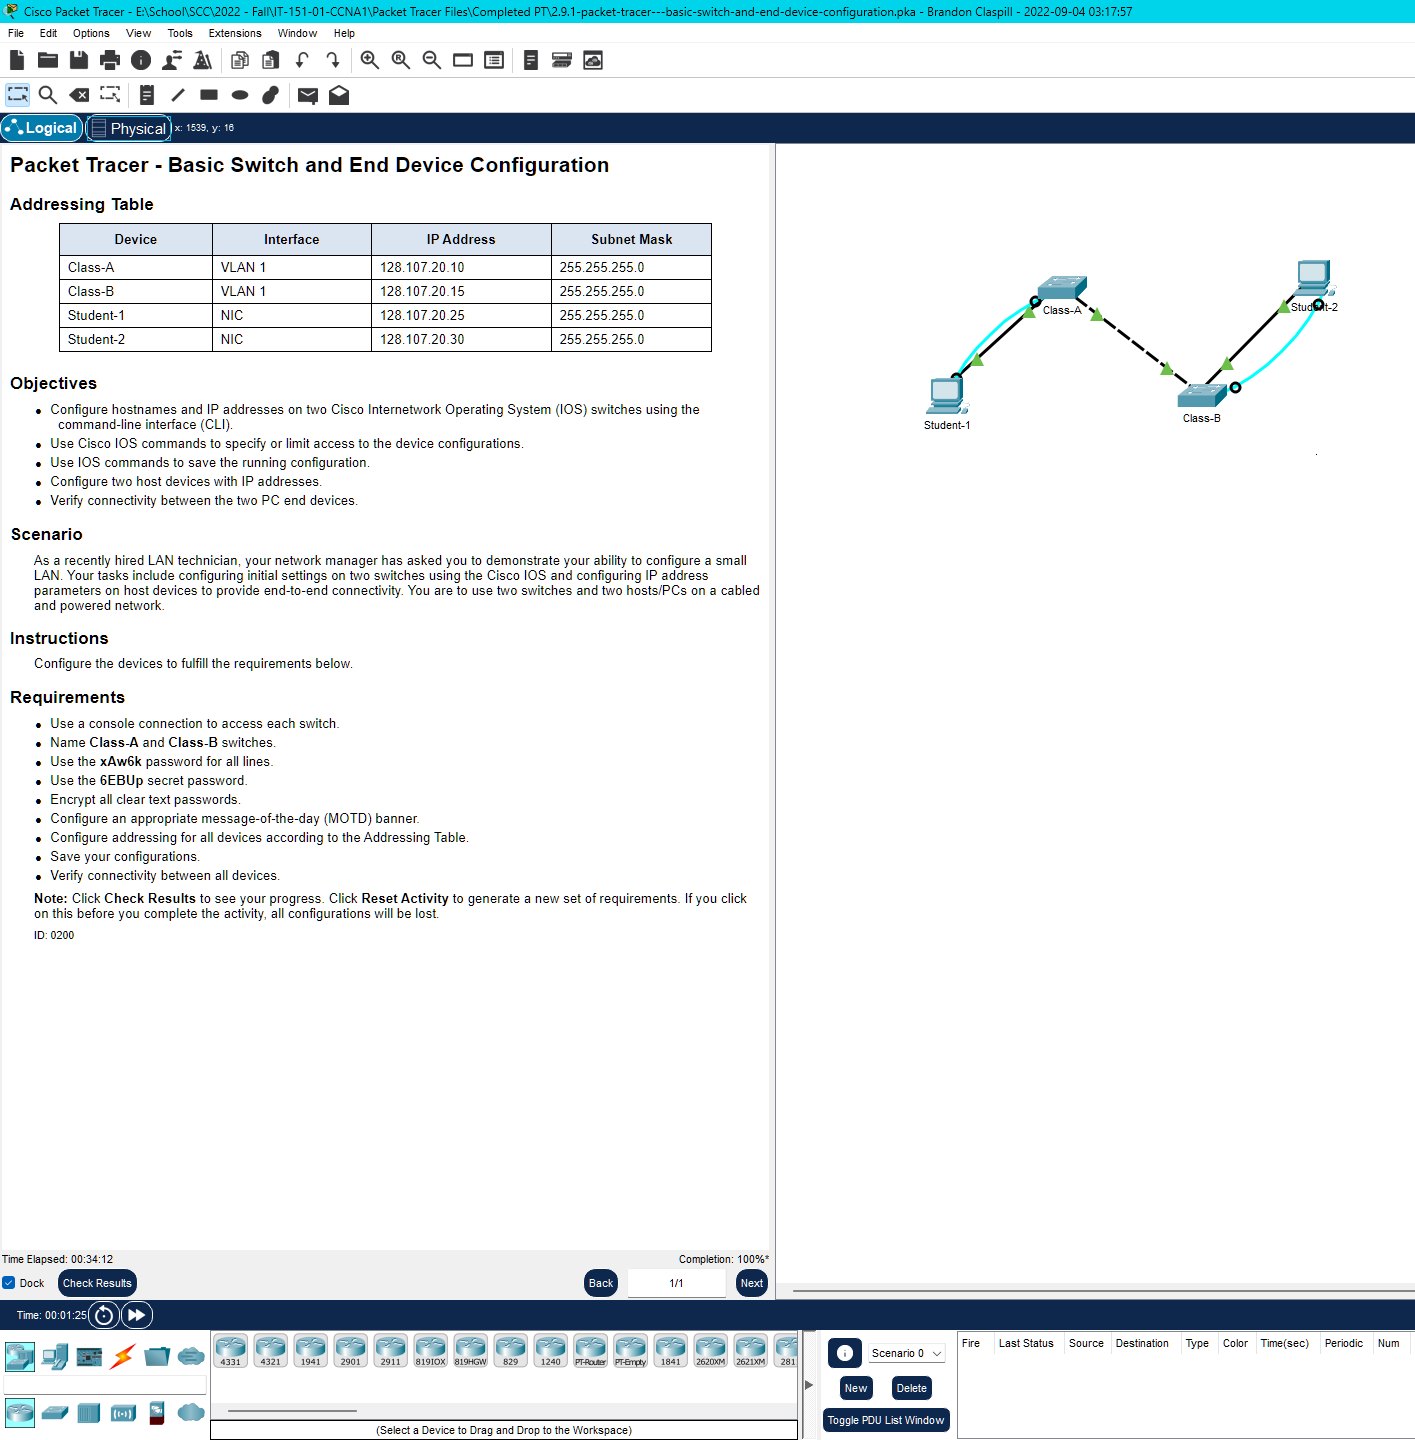 Cisco Packet Tracer - E:\School\SCC\2022 - Fall\IT-151-01-CCNA1\Packet Tracer Files\Completed PT\2.9.1-packet-tracer---basic-switch-and-end-device-configuration.pka - Brandon Claspill - 2022-09-04 03:17:57
File Edit Options View Tools Extensions Window Help
Logical Physical x: 1539, y: 16
Packet Tracer - Basic Switch and End Device Configuration
Addressing Table
Device Interface IP Address Subnet Mask
Class-A VLAN 1 128.107.20.10 255.255.255.0
Class-B VLAN 1 128.107.20.15 255.255.255.0
Student-1 NIC 128.107.20.25 255.255.255.0
Student-2 NIC 128.107.20.30 255.255.255.0
Objectives
• Configure hostnames and IP addresses on two Cisco Internetwork Operating System (IOS) switches using the
command-line interface (CLI).
• Use Cisco IOS commands to specify or limit access to the device configurations.
• Use IOS commands to save the running configuration.
• Configure two host devices with IP addresses.
• Verify connectivity between the two PC end devices.
Scenario
As a recently hired LAN technician, your network manager has asked you to demonstrate your ability to configure a small
LAN. Your tasks include configuring initial settings on two switches using the Cisco IOS and configuring IP address
parameters on host devices to provide end-to-end connectivity. You are to use two switches and two hosts/PCs on a cabled
and powered network.
Instructions
Configure the devices to fulfill the requirements below.
Requirements
• Use a console connection to access each switch.
• Name Class-A and Class-B switches.
• Use the xAw6k password for all lines.
• Use the 6EBUp secret password.
• Encrypt all clear text passwords.
• Configure an appropriate message-of-the-day (MOTD) banner.
• Configure addressing for all devices according to the Addressing Table.
• Save your configurations.
• Verify connectivity between all devices.
Note: Click Check Results to see your progress. Click Reset Activity to generate a new set of requirements. If you click
on this before you complete the activity, all configurations will be lost.
ID: 0200
Class-A
Student-2
Student-1
Class-B
Time Elapsed: 00:34:12 Completion: 100%*
Dock Check Results Back 1/1 Next
Time: 00:01:25
4331 4321 1941 2901 2911 819IOX 819HGW 829 1240 PT-Router PT-Empty 1841 2620XM 2621XM 281
(Select a Device to Drag and Drop to the Workspace)
Scenario 0
New Delete
Toggle PDU List Window
Fire Last Status Source Destination Type Color Time(sec) Periodic Num